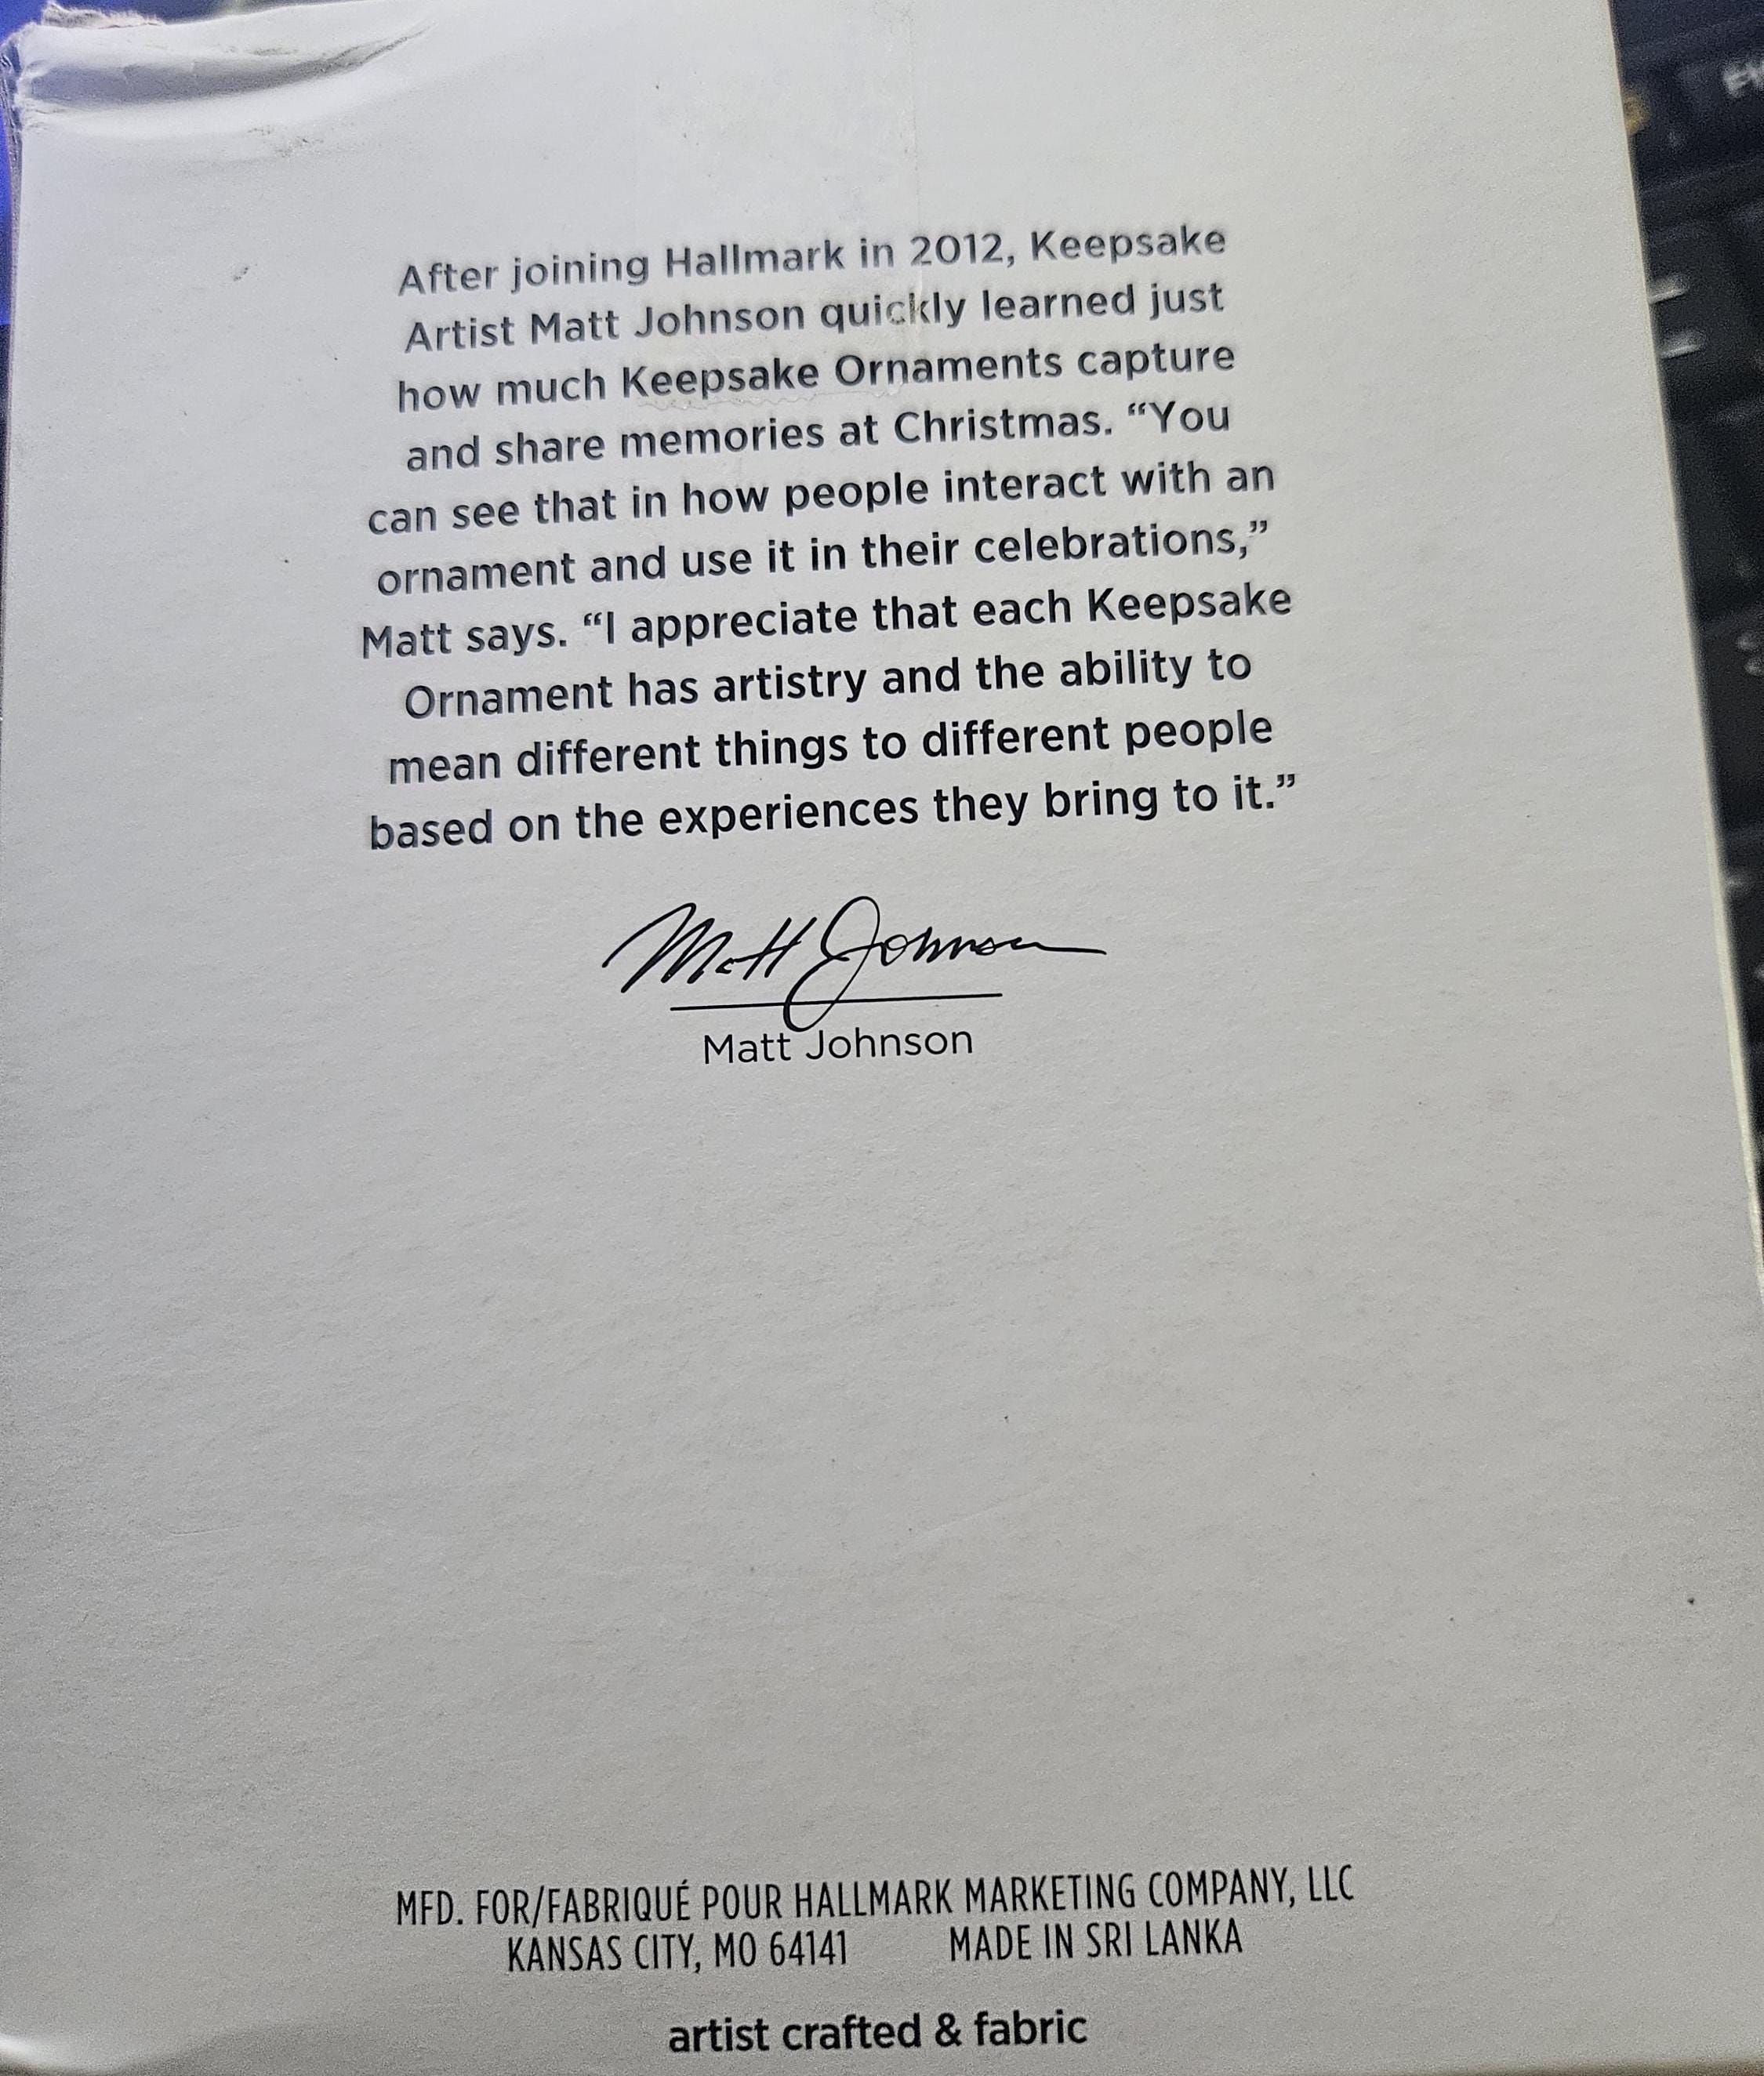 After joining Hallmark in 2012, Keepsake
Artist Matt Johnson quickly learned just
how much Keepsake Ornaments capture
and share memories at Christmas. “You
can see that in how people interact with an
ornament and use it in their celebrations,”
Matt says. “I appreciate that each Keepsake
Ornament has artistry and the ability to
mean different things to different people
based on the experiences they bring to it.”
Matt Johnson
Matt Johnson
MFD. FOR/FABRIQUÉ POUR HALLMARK MARKETING COMPANY, LLC
KANSAS CITY, MO 64141 MADE IN SRI LANKA
artist crafted & fabric